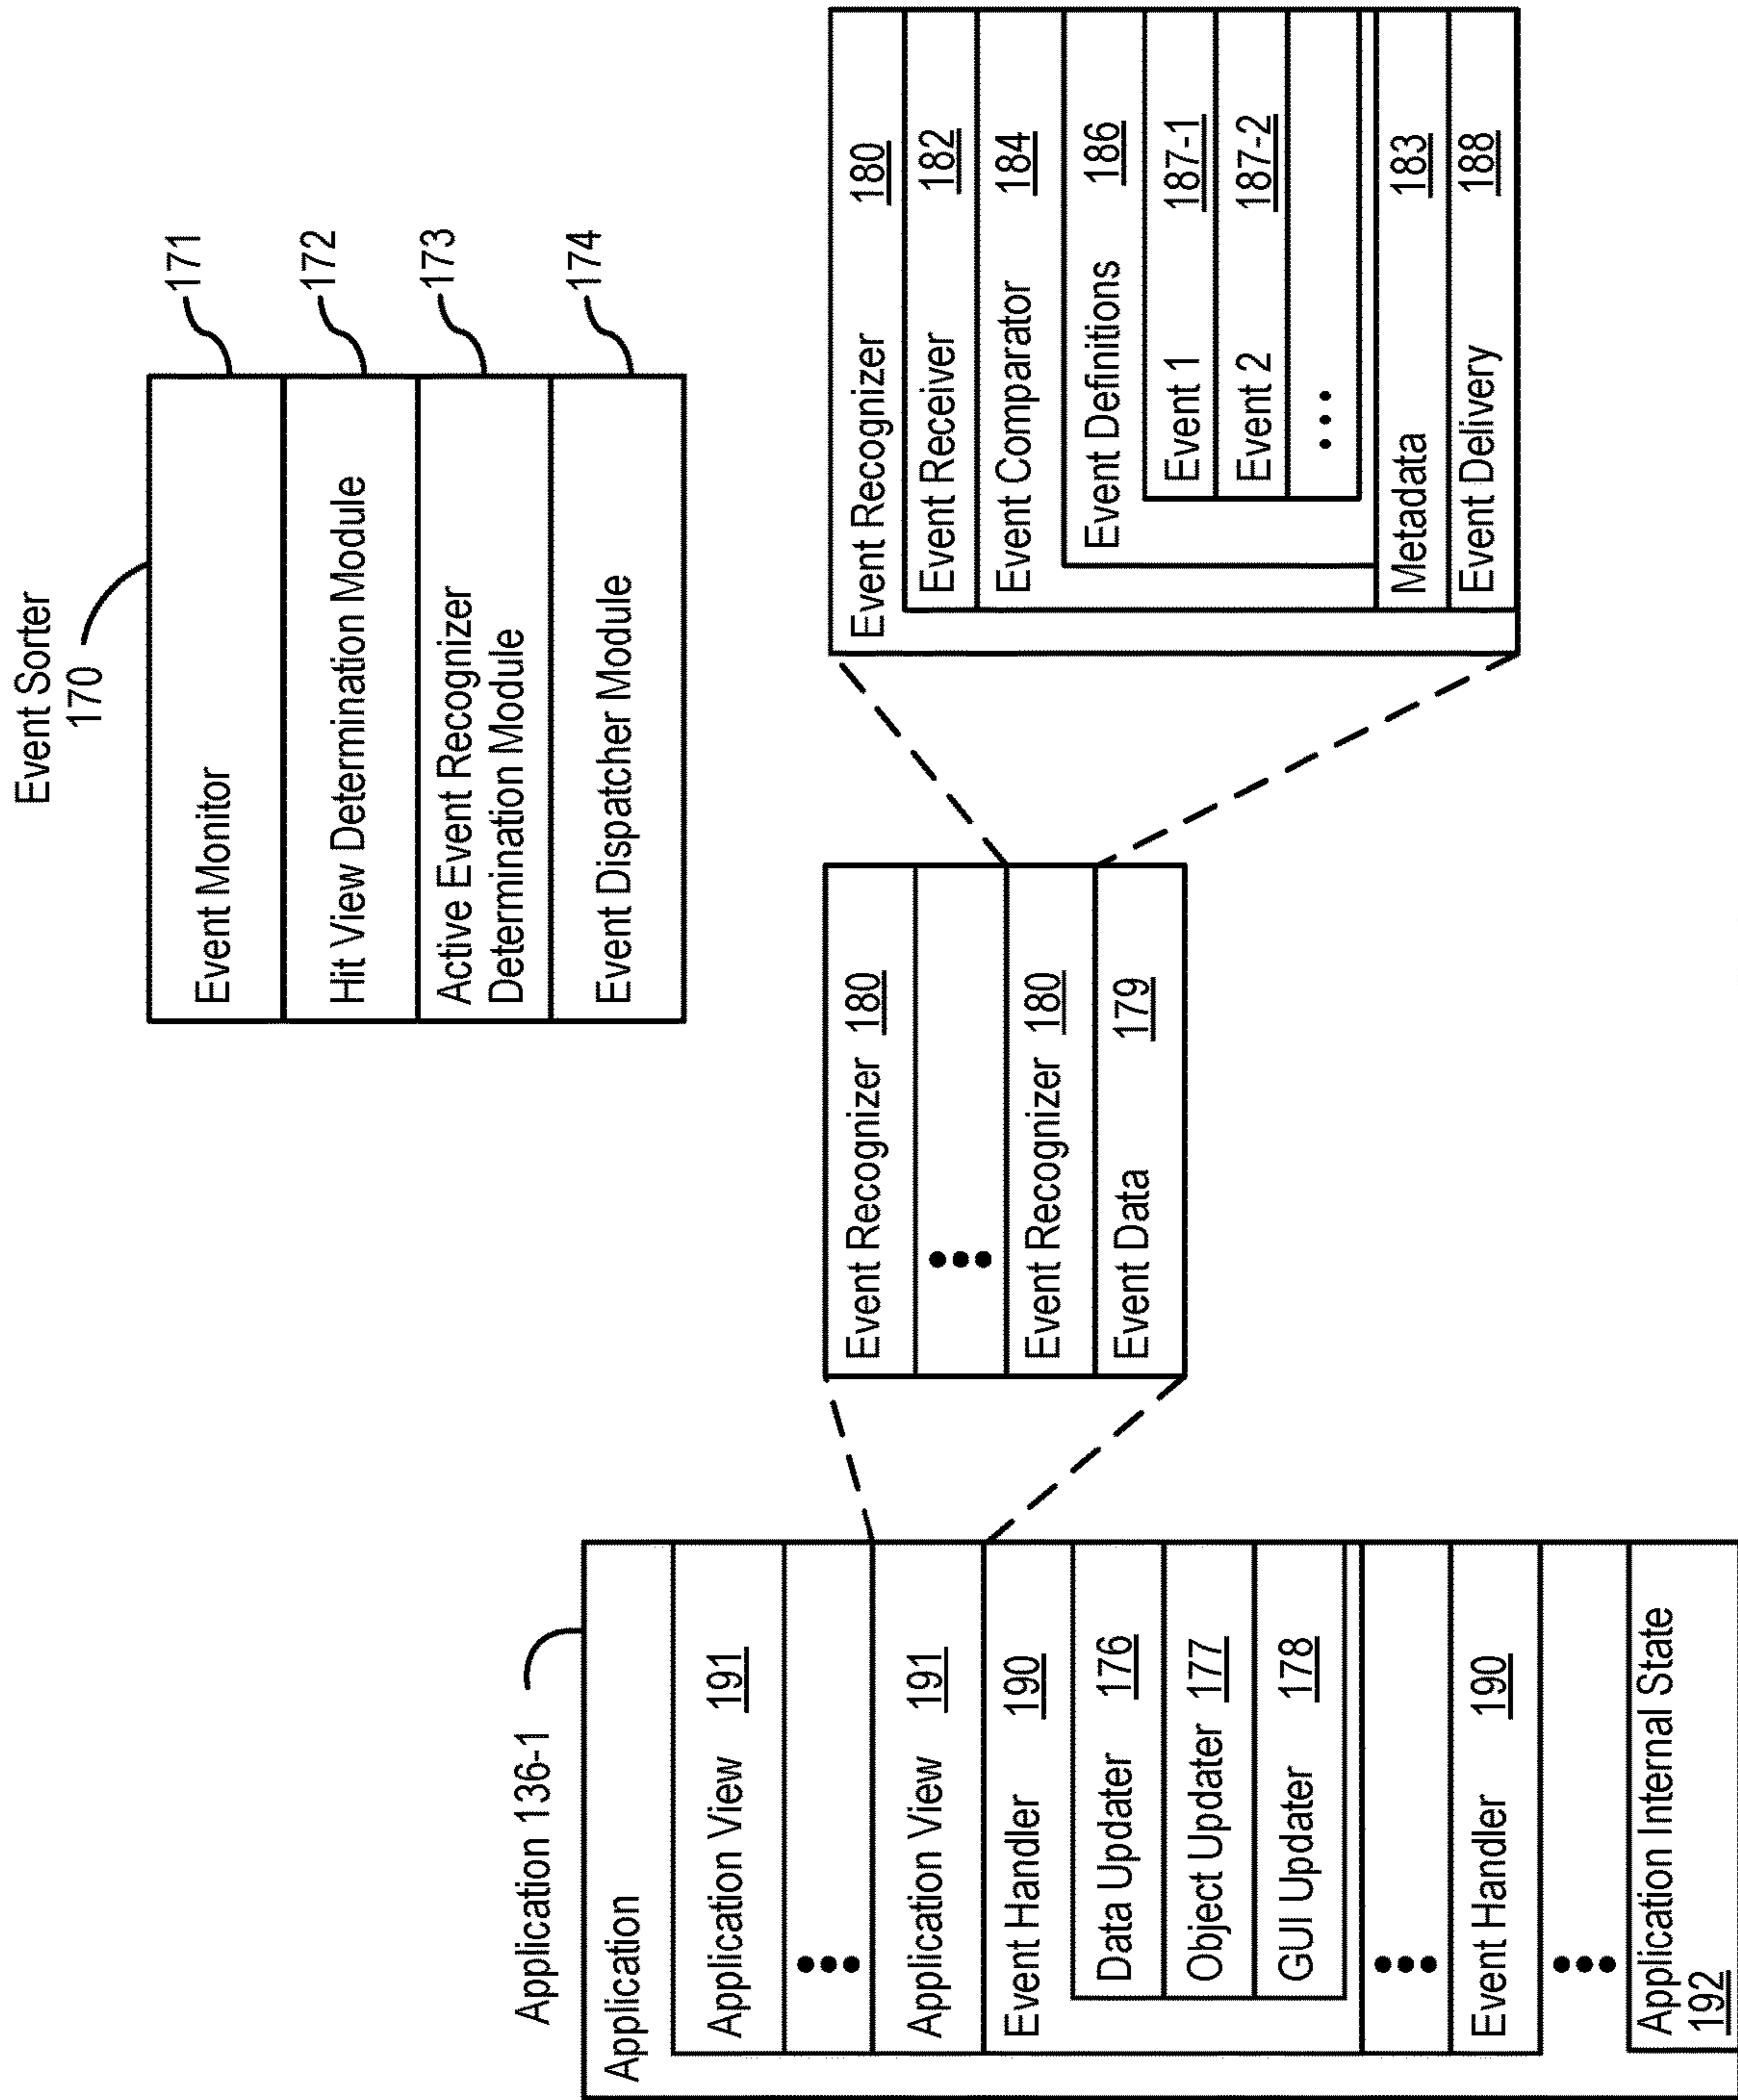 Event Sorter
170
Event Monitor
171
Hit View Determination Module
172
Active Event Recognizer
Determination Module
173
Event Dispatcher Module
174
Application 136-1
Application
Application View 191
Application View 191
Event Handler 190
Data Updater 176
Object Updater 177
GUI Updater 178
Event Handler 190
Application Internal State
192
Event Recognizer 180
Event Recognizer 180
Event Data 179
Event Recognizer 180
Event Receiver 182
Event Comparator 184
Event Definitions 186
Event 1 187-1
Event 2 187-2
Metadata 183
Event Delivery 188